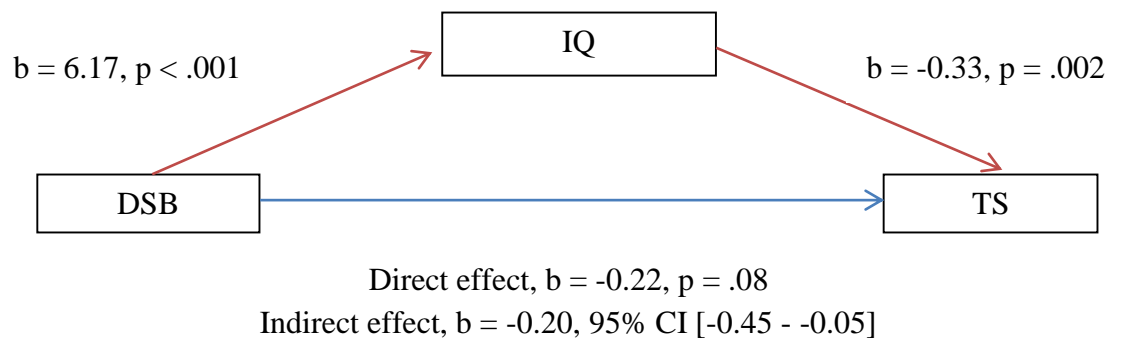 IQ
b = 6.17, p < .001
b = -0.33, p = .002
DSB
TS
Direct effect, b = -0.22, p = .08
Indirect effect, b = -0.20, 95% CI [-0.45 - -0.05]